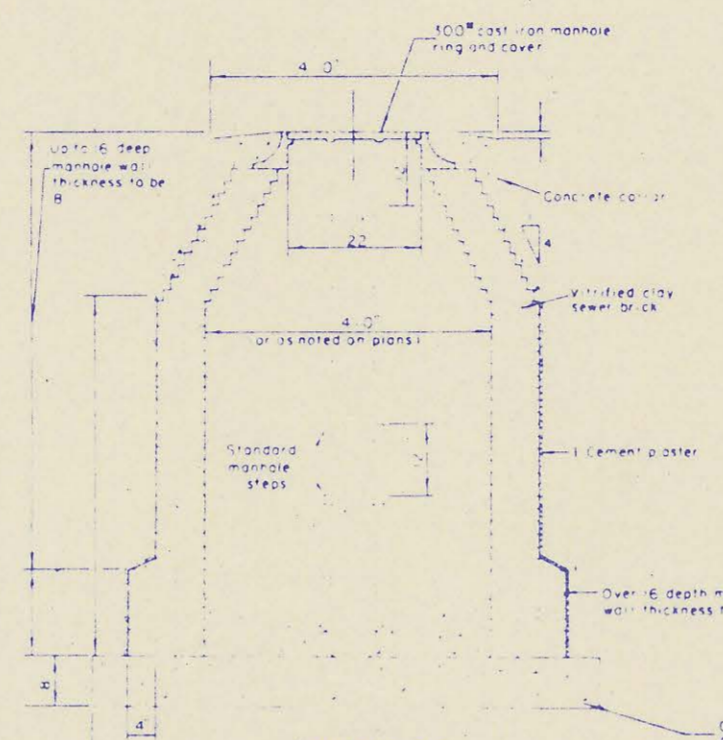 300# cast iron manhole
ring and cover
4'0"
Up to 16 deep
manhole wall
thickness to be
8
Concrete collar
22
4
Vitrified clay
sewer brick
4'.0"
or as noted on plans)
Standard
manhole
steps
12
1 Cement plaster
Over 16 depth m
wall thickness t
8
4"
C